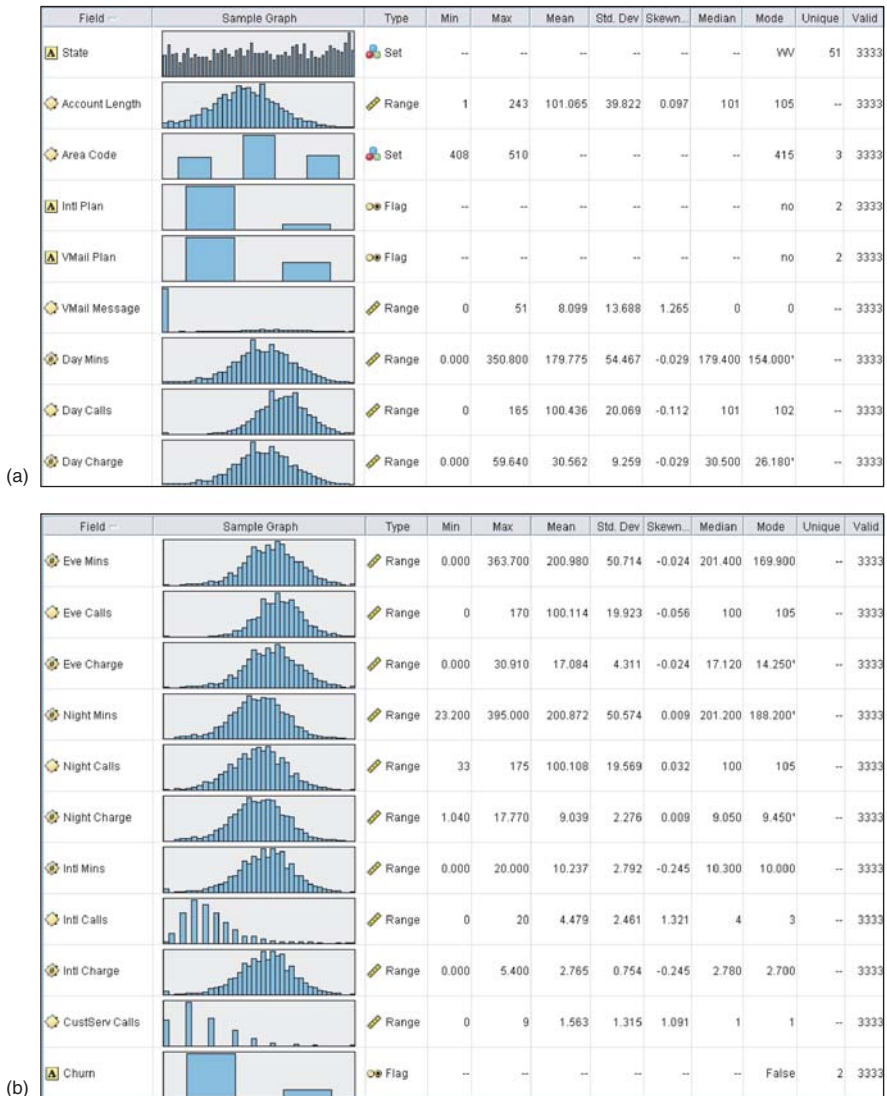 Field Sample Graph Type Min Max Mean Std. Dev Skewn... Median Mode Unique Valid
A State Set -- -- -- -- -- -- WV 51 3333
Account Length Range 1 243 101.065 39.822 0.097 101 105 -- 3333
Area Code Set 408 510 -- -- -- -- 415 3 3333
A Intl Plan Flag -- -- -- -- -- -- no 2 3333
A VMail Plan Flag -- -- -- -- -- -- no 2 3333
VMail Message Range 0 51 8.099 13.688 1.265 0 0 -- 3333
Day Mins Range 0.000 350.800 179.775 54.467 -0.029 179.400 154.000* -- 3333
Day Calls Range 0 165 100.436 20.069 -0.112 101 102 -- 3333
Day Charge Range 0.000 59.640 30.562 9.259 -0.029 30.500 26.180* -- 3333
(a)
Field Sample Graph Type Min Max Mean Std. Dev Skewn... Median Mode Unique Valid
Eve Mins Range 0.000 363.700 200.980 50.714 -0.024 201.400 169.900 -- 3333
Eve Calls Range 0 170 100.114 19.923 -0.056 100 105 -- 3333
Eve Charge Range 0.000 30.910 17.084 4.311 -0.024 17.120 14.250* -- 3333
Night Mins Range 23.200 395.000 200.872 50.574 0.009 201.200 188.200* -- 3333
Night Calls Range 33 175 100.108 19.569 0.032 100 105 -- 3333
Night Charge Range 1.040 17.770 9.039 2.276 0.009 9.050 9.450* -- 3333
Intl Mins Range 0.000 20.000 10.237 2.792 -0.245 10.300 10.000 -- 3333
Intl Calls Range 0 20 4.479 2.461 1.321 4 3 -- 3333
Intl Charge Range 0.000 5.400 2.765 0.754 -0.245 2.780 2.700 -- 3333
CustServ Calls Range 0 9 1.563 1.315 1.091 1 1 -- 3333
A Churn Flag -- -- -- -- -- -- False 2 3333
(b)